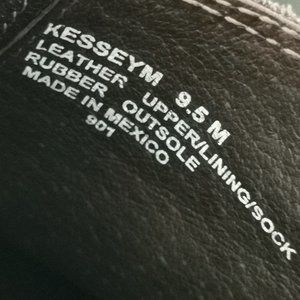 KESSEYM 9.5 M
LEATHER UPPER/LINING/SOCK
RUBBER OUTSOLE
MADE IN MEXICO
901